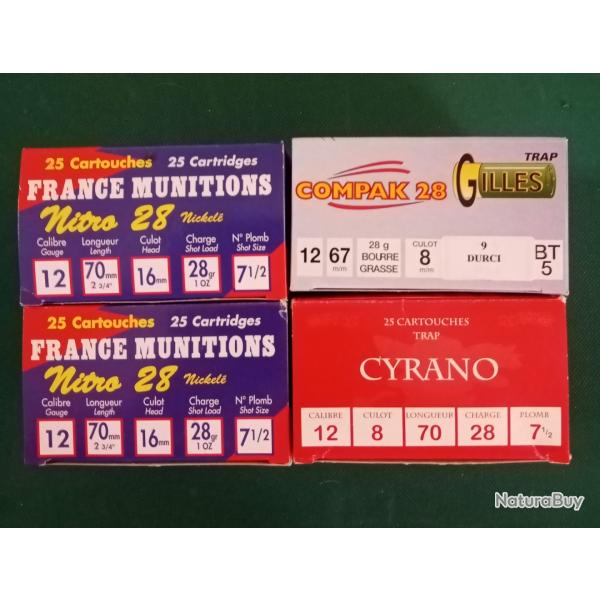 25 Cartouches 25 Cartridges
FRANCE MUNITIONS
Nitro 28 Nickelé
Calibre Longueur Culot Charge N° Plomb
Gauge Length Head Shot Load Shot Size
12 70mm 2 3/4" 16mm 28gr 1 OZ 7 1/2
TRAP
COMPAK 28 GILLES
12 67 m/m 28 g BOURRE GRASSE CULOT 8 m/m 9 DURCI BT 5
25 Cartouches 25 Cartridges
FRANCE MUNITIONS
Nitro 28 Nickelé
Calibre Longueur Culot Charge N° Plomb
Gauge Length Head Shot Load Shot Size
12 70mm 2 3/4" 16mm 28gr 1 OZ 7 1/2
25 CARTOUCHES
TRAP
CYRANO
CALIBRE CULOT LONGUEUR CHARGE PLOMB
12 8 70 28 7 1/2
NaturaBuy